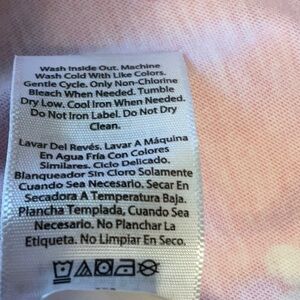 Wash Inside Out. Machine
Wash Cold With Like Colors.
Gentle Cycle. Only Non-Chlorine
Bleach When Needed. Tumble
Dry Low. Cool Iron When Needed.
Do Not Iron Label. Do Not Dry
Clean.
Lavar Del Revés. Lavar A Máquina
En Agua Fría Con Colores
Similares. Ciclo Delicado.
Blanqueador Sin Cloro Solamente
Cuando Sea Necesario. Secar En
Secadora A Temperatura Baja.
Plancha Templada, Cuando Sea
Necesario. No Planchar La
Etiqueta. No Limpiar En Seco.